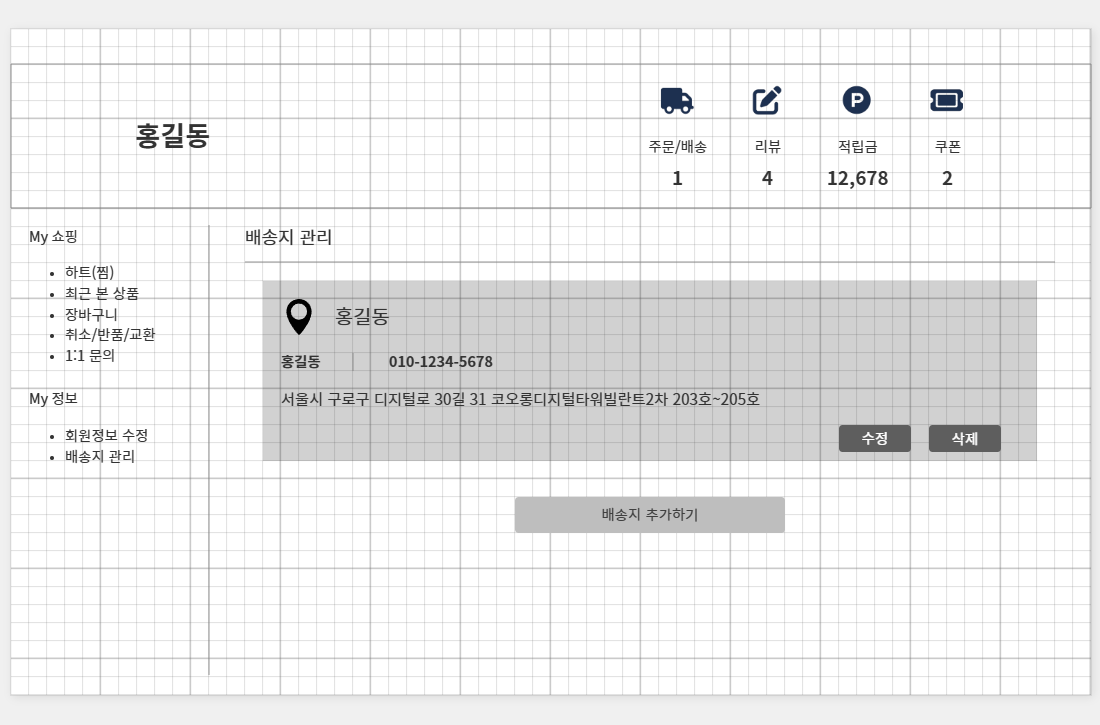 홍길동
주문/배송
리뷰
적립금
쿠폰
1
4
12,678
2
My 쇼핑
하트(찜)
최근 본 상품
장바구니
취소/반품/교환
1:1 문의
My 정보
회원정보 수정
배송지 관리
배송지 관리
홍길동
홍길동
010-1234-5678
서울시 구로구 디지털로 30길 31 코오롱디지털타워빌란트2차 203호~205호
수정
삭제
배송지 추가하기